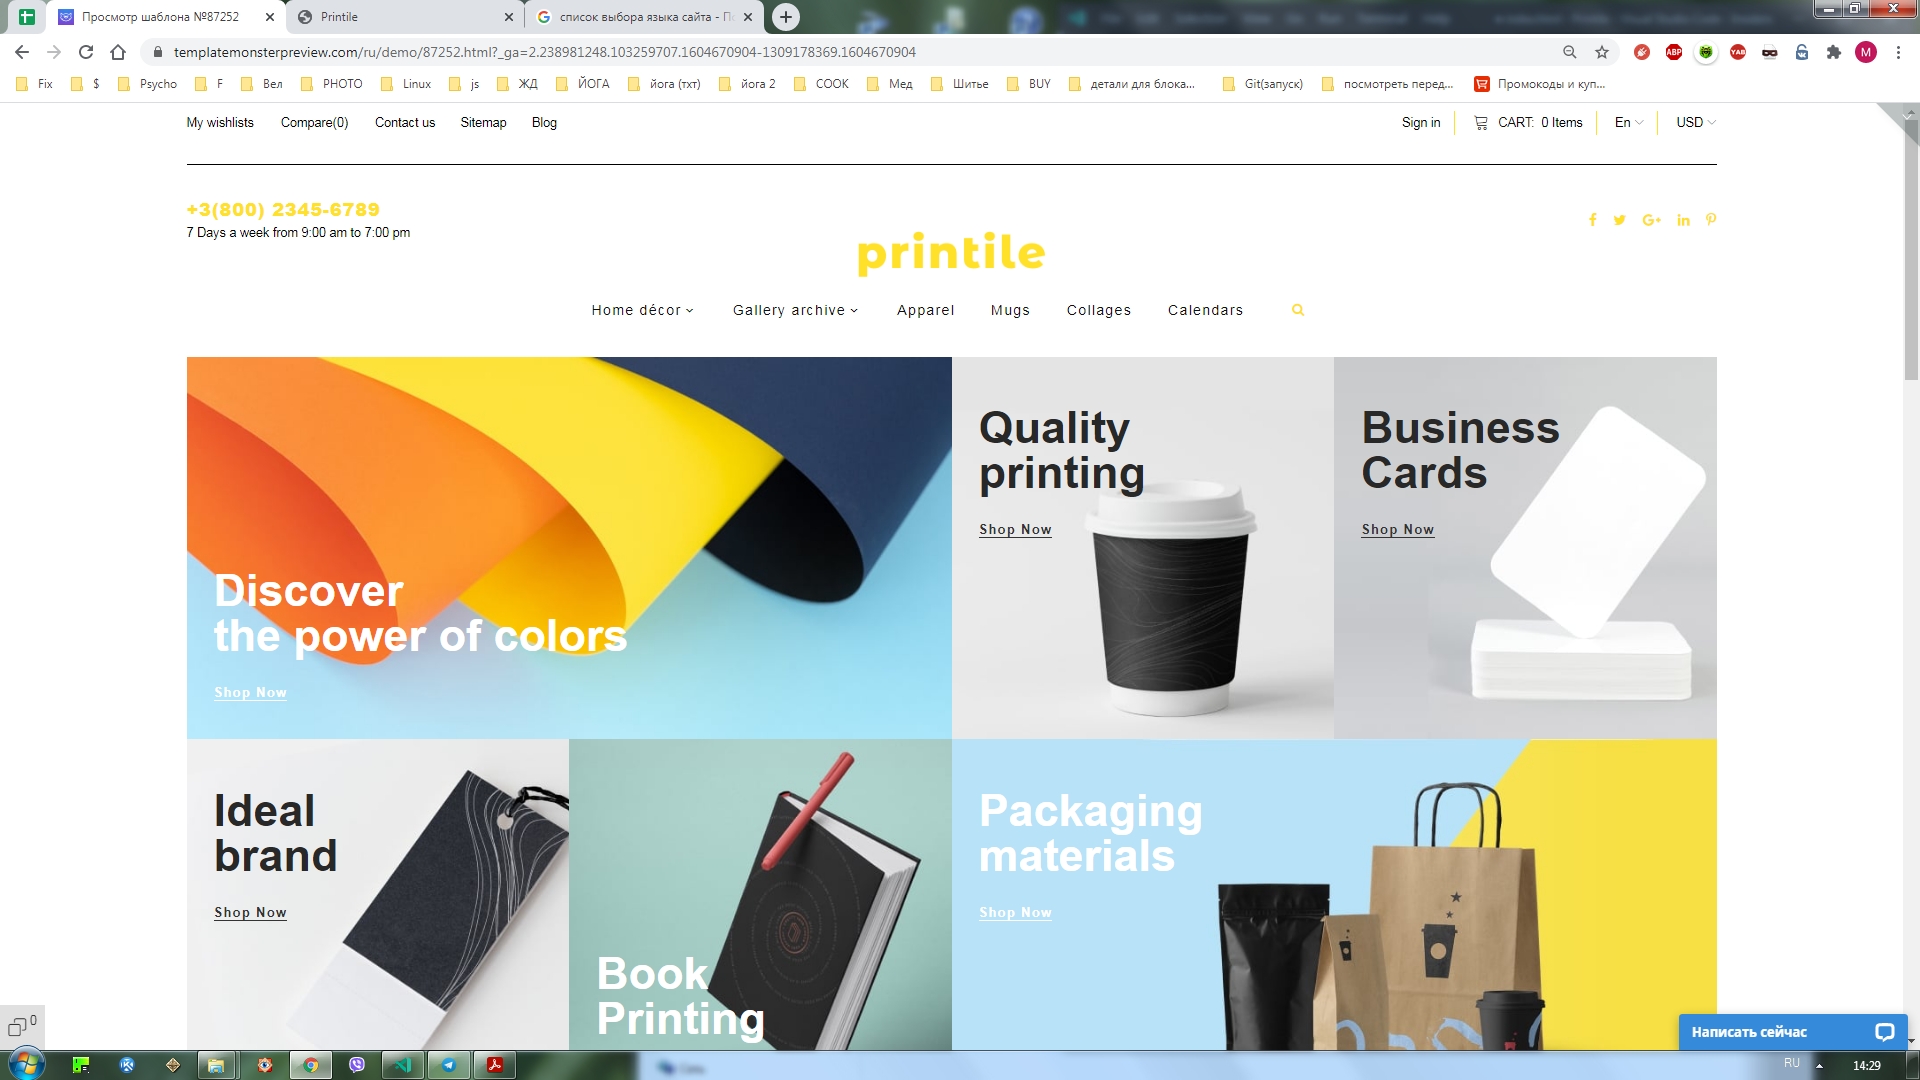 Просмотр шаблона №87252
Printile
список выбора языка сайта - По
templatemonsterpreview.com/ru/demo/87252.html?_ga=2.238981248.103259707.1604670904-1309178369.1604670904
ABP
YAB
M
Fix
$
Psycho
F
Вел
PHOTO
Linux
js
ЖД
ЙОГА
йога (тхт)
йога 2
COOK
Мед
Шитье
BUY
детали для блока...
Git(запуск)
посмотреть перед...
Промокоды и куп...
My wishlists
Compare(0)
Contact us
Sitemap
Blog
Sign in
CART: 0 Items
En
USD
+3(800) 2345-6789
7 Days a week from 9:00 am to 7:00 pm
printile
Home décor
Gallery archive
Apparel
Mugs
Collages
Calendars
Discover
the power of colors
Shop Now
Quality
printing
Shop Now
Business
Cards
Shop Now
Ideal
brand
Shop Now
Book
Printing
Packaging
materials
Shop Now
0
Написать сейчас
RU
14:29